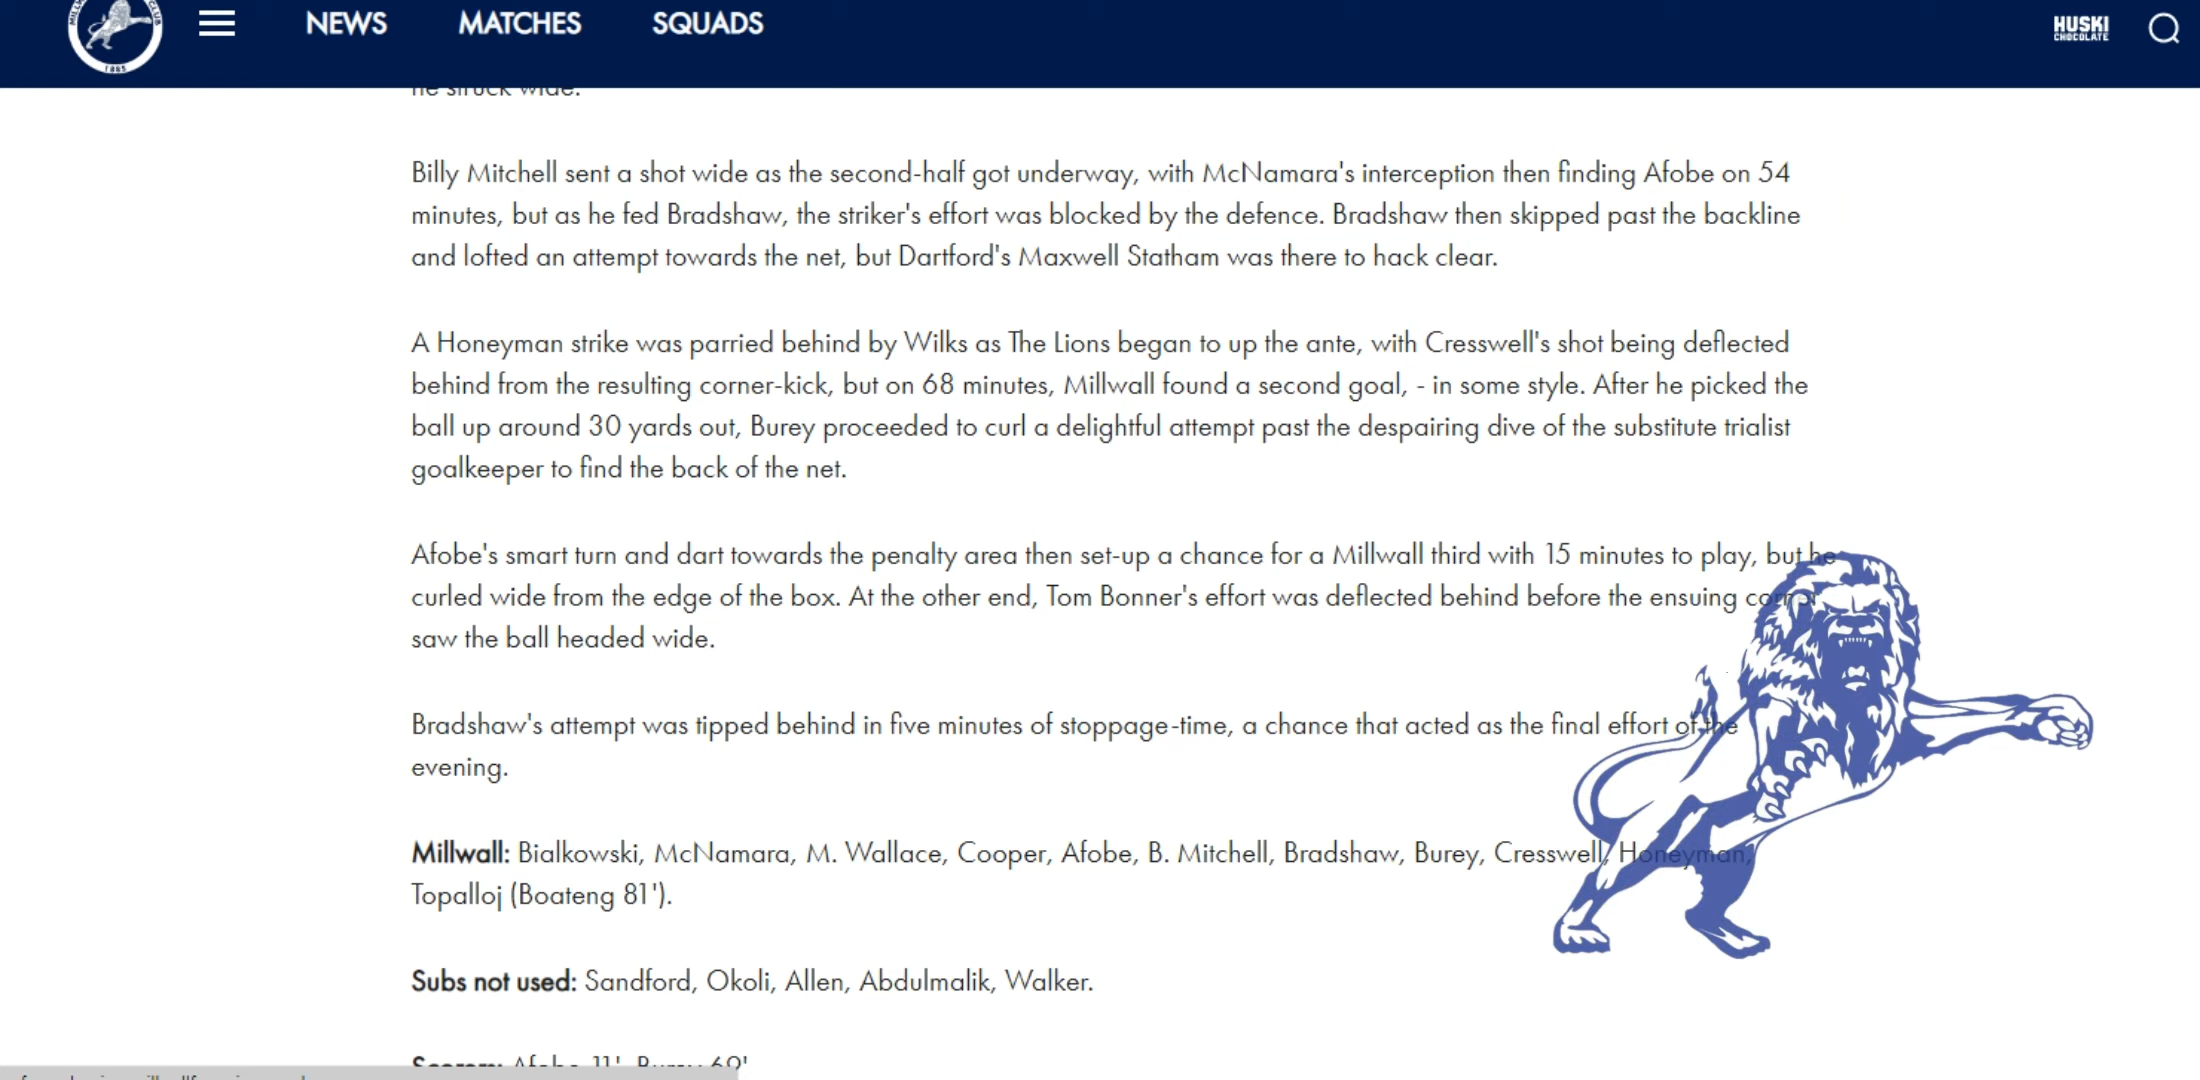 NEWS MATCHES SQUADS
HUSKI
CHOCOLATE
1885
he struck wide.
Billy Mitchell sent a shot wide as the second-half got underway, with McNamara's interception then finding Afobe on 54
minutes, but as he fed Bradshaw, the striker's effort was blocked by the defence. Bradshaw then skipped past the backline
and lofted an attempt towards the net, but Dartford's Maxwell Statham was there to hack clear.
A Honeyman strike was parried behind by Wilks as The Lions began to up the ante, with Cresswell's shot being deflected
behind from the resulting corner-kick, but on 68 minutes, Millwall found a second goal, - in some style. After he picked the
ball up around 30 yards out, Burey proceeded to curl a delightful attempt past the despairing dive of the substitute trialist
goalkeeper to find the back of the net.
Afobe's smart turn and dart towards the penalty area then set-up a chance for a Millwall third with 15 minutes to play, but he
curled wide from the edge of the box. At the other end, Tom Bonner's effort was deflected behind before the ensuing corner
saw the ball headed wide.
Bradshaw's attempt was tipped behind in five minutes of stoppage-time, a chance that acted as the final effort of the
evening.
Millwall: Bialkowski, McNamara, M. Wallace, Cooper, Afobe, B. Mitchell, Bradshaw, Burey, Cresswell, Honeyman,
Topalloj (Boateng 81').
Subs not used: Sandford, Okoli, Allen, Abdulmalik, Walker.
Scorers: Afobe 11', Burey 69'